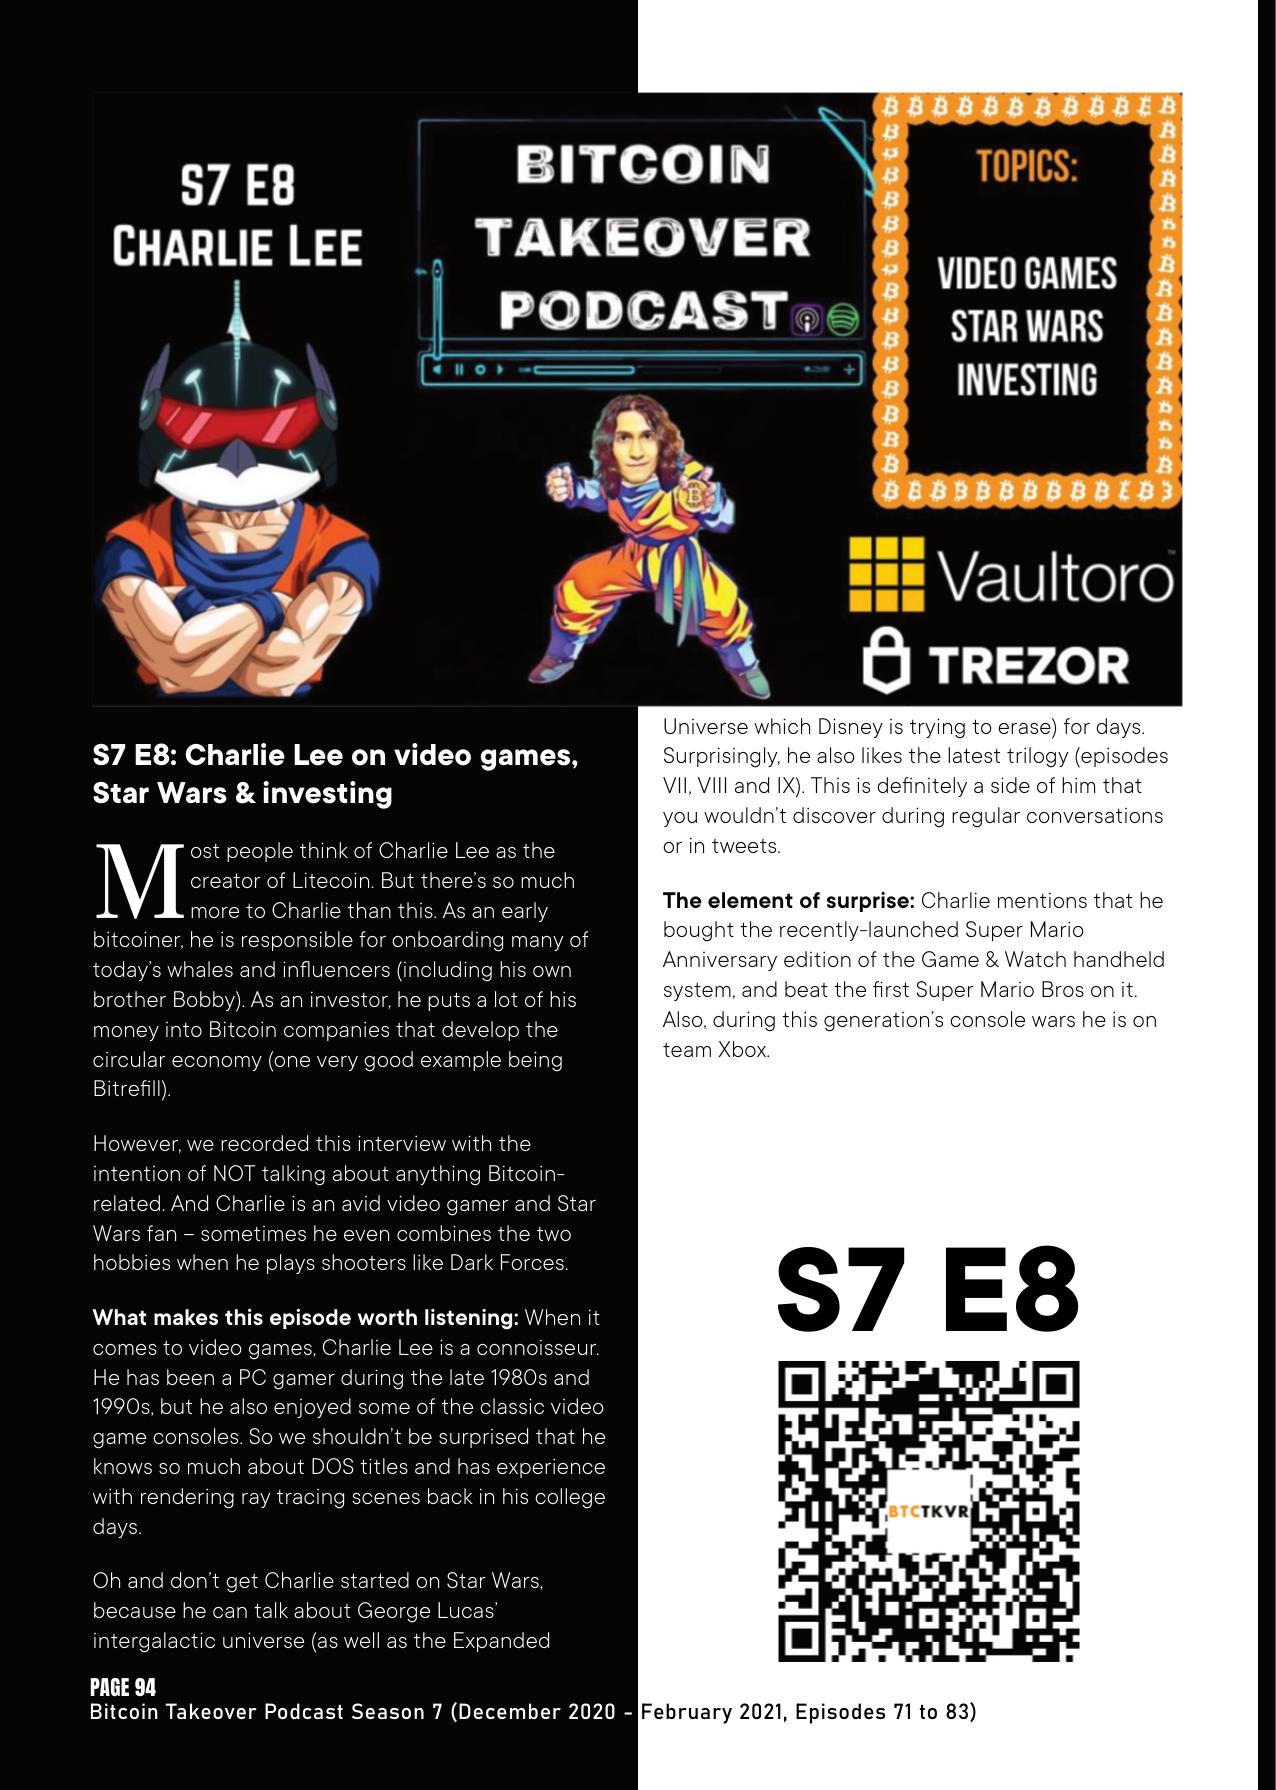 S7 E8
CHARLIE LEE
BITCOIN
TAKEOVER
PODCAST
TOPICS:
VIDEO GAMES
STAR WARS
INVESTING
Vaultoro™
TREZOR
S7 E8: Charlie Lee on video games,
Star Wars & investing
Most people think of Charlie Lee as the
creator of Litecoin. But there’s so much
more to Charlie than this. As an early
bitcoiner, he is responsible for onboarding many of
today’s whales and influencers (including his own
brother Bobby). As an investor, he puts a lot of his
money into Bitcoin companies that develop the
circular economy (one very good example being
Bitrefill).
However, we recorded this interview with the
intention of NOT talking about anything Bitcoin-
related. And Charlie is an avid video gamer and Star
Wars fan – sometimes he even combines the two
hobbies when he plays shooters like Dark Forces.
What makes this episode worth listening: When it
comes to video games, Charlie Lee is a connoisseur.
He has been a PC gamer during the late 1980s and
1990s, but he also enjoyed some of the classic video
game consoles. So we shouldn’t be surprised that he
knows so much about DOS titles and has experience
with rendering ray tracing scenes back in his college
days.
Oh and don’t get Charlie started on Star Wars,
because he can talk about George Lucas’
intergalactic universe (as well as the Expanded
Universe which Disney is trying to erase) for days.
Surprisingly, he also likes the latest trilogy (episodes
VII, VIII and IX). This is definitely a side of him that
you wouldn’t discover during regular conversations
or in tweets.
The element of surprise: Charlie mentions that he
bought the recently-launched Super Mario
Anniversary edition of the Game & Watch handheld
system, and beat the first Super Mario Bros on it.
Also, during this generation’s console wars he is on
team Xbox.
S7 E8
BTCTKVR
PAGE 94
Bitcoin Takeover Podcast Season 7 (December 2020 - February 2021, Episodes 71 to 83)